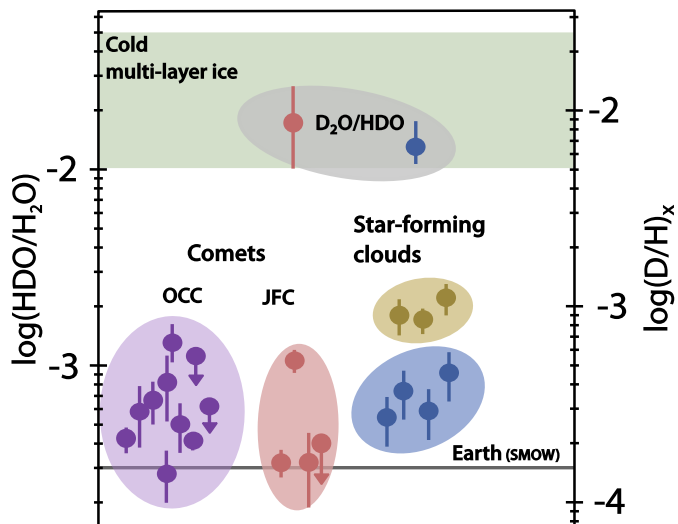 Cold
multi-layer ice
D₂O/HDO
-2
-2
log(HDO/H₂O)
log(D/H)ₓ
Star-forming
clouds
Comets
OCC
JFC
-3
-3
Earth (SMOW)
-4